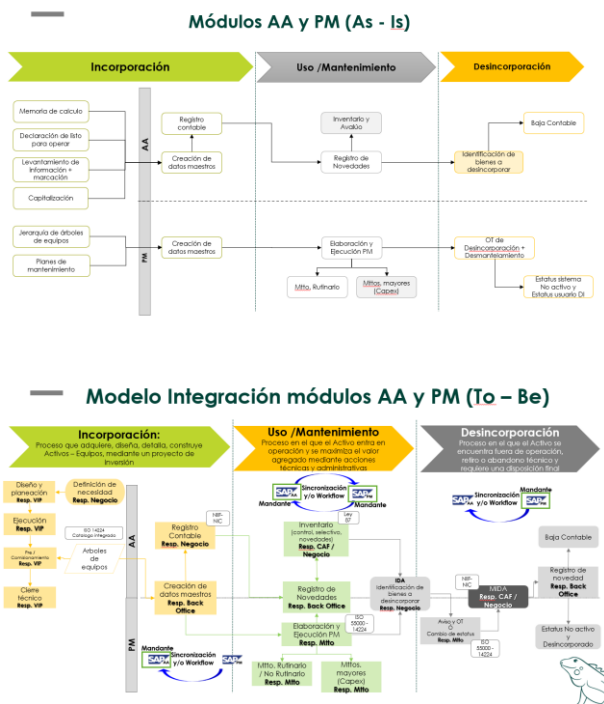 Módulos AA y PM (As - Is)
Incorporación
Uso /Mantenimiento
Desincorporación
Memoria de calculo
Declaración de listo
para operar
Levantamiento de
Información +
marcación
Capitalización
AA
Registro
contable
Creación de
datos maestros
Inventario y
Avalúo
Registro de
Novedades
Baja Contable
Identificación de
bienes a
desincorporar
Jerarquía de árboles
de equipos
Planes de
mantenimiento
PM
Creación de
datos maestros
Elaboración y
Ejecución PM
Mtto. Rutinario
Mttos. mayores
(Capex)
OT de
Desincorporación +
Desmantelamiento
Estatus sistema
No activo y
Estatus usuario DI
Modelo Integración módulos AA y PM (To – Be)
Incorporación:
Proceso que adquiere, diseña, detalla, construye
Activos – Equipos, mediante un proyecto de
Inversión
Uso /Mantenimiento
Proceso en el que el Activo entra en
operación y se maximiza el valor
agregado mediante acciones
técnicas y administrativas
Desincorporación
Proceso en el que el Activo se
encuentra fuera de operación,
retiro o abandono técnico y
requiere una disposición final
Diseño y
planeación
Resp. VIP
Definición de
necesidad
Resp. Negocio
Ejecución
Resp. VIP
ISO 14224
Catalogo integrado
Resp. VIP
Arboles
de equipos
Cierre
técnico
Resp. VIP
AA
PM
NIIF-
NIC
Registro
Contable
Resp. Negocio
Creación de
datos maestros
Resp. Back
Office
Mandante
SAP
Sincronización
y/o Workflow
SAP
SAP
Sincronización
y/o Workflow
SAP
Mandante
Mandante
Ley
87
Inventario
(control, selectivo,
novedades)
Resp. CAF /
Negocio
Registro de
Novedades
Resp. Back Office
Elaboración y
Ejecución PM
Resp. Mtto
ISO
55000 -
14224
Mtto. Rutinario
/ No Rutinario
Resp. Mtto
Mttos.
mayores
(Capex)
Resp. Mtto
IDA
Identificación de
bienes a
desincorporar
Resp. Negocio
Mandante
SAP
Sincronización
y/o Workflow
SAP
NIIF-
NIC
MIDA
Resp. CAF /
Negocio
Aviso y OT
Cambio de estatus
Resp. Mtto
ISO
55000 -
14224
Baja Contable
Registro de
novedad
Resp. Back
Office
Estatus No activo
y
Desincorporado